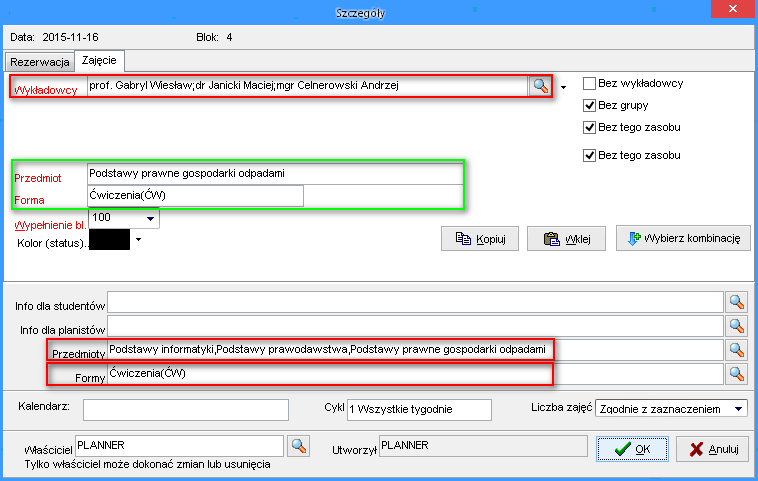 Szczegóły
Data: 2015-11-16 Blok: 4
Rezerwacja Zajęcie
Wykładowcy prof. Gabryl Wiesław;dr Janicki Maciej;mgr Celnerowski Andrzej
Bez wykładowcy
Bez grupy
Bez tego zasobu
Bez tego zasobu
Przedmiot Podstawy prawne gospodarki odpadami
Forma Ćwiczenia(ĆW)
Wypełnienie bl. 100
Kolor (status)..
Kopiuj Wklej Wybierz kombinację
Info dla studentów
Info dla planistów
Przedmioty Podstawy informatyki,Podstawy prawodawstwa,Podstawy prawne gospodarki odpadami
Formy Ćwiczenia(ĆW)
Kalendarz: Cykl 1 Wszystkie tygodnie Liczba zajęć Zgodnie z zaznaczeniem
Właściciel PLANNER Utworzył PLANNER OK Anuluj
Tylko właściciel może dokonać zmian lub usunięcia